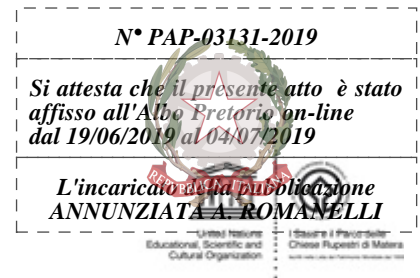 N° PAP-03131-2019
Si attesta che il presente atto è stato
affisso all'Albo Pretorio on-line
dal 19/06/2019 al 04/07/2019
L'incaricato della pubblicazione
ANNUNZIATA A. ROMANELLI
REPUBBLICA ITALIANA
United Nations
Educational, Scientific and
Cultural Organization
I Sassi e il Parco delle
Chiese Rupestri di Matera